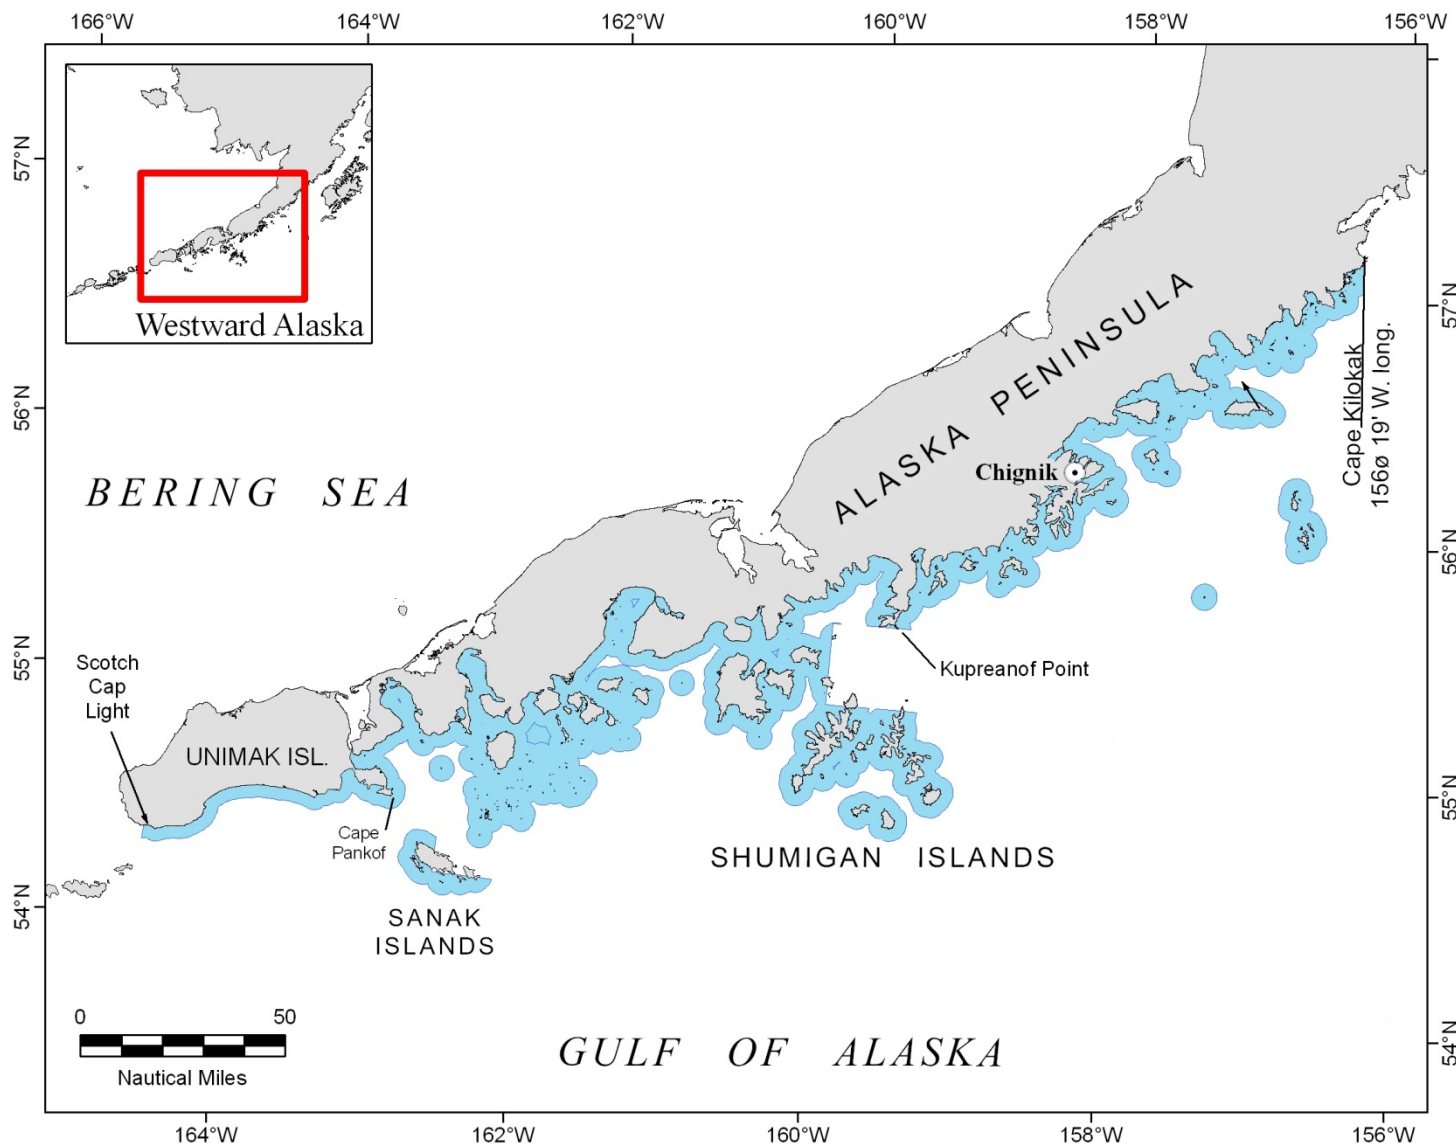 166°W 164°W 162°W 160°W 158°W 156°W
57°N
56°N
55°N
54°N
57°N
56°N
55°N
54°N
Westward Alaska
BERING SEA
ALASKA PENINSULA
Chignik
Cape Kilokak
156ø 19' W. long.
Kupreanof Point
Scotch
Cap
Light
UNIMAK ISL.
Cape
Pankof
SHUMIGAN ISLANDS
SANAK
ISLANDS
0 50
Nautical Miles
GULF OF ALASKA
164°W 162°W 160°W 158°W 156°W